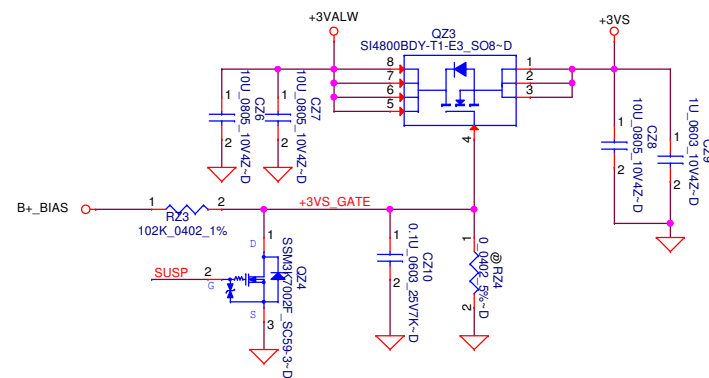 +3VALW
+3VS
QZ3
SI4800BDY-T1-E3_SO8~D
8
7
6
5
1
2
3
4
1
2
CZ6
10U_0805_10V4Z~D
1
2
CZ7
10U_0805_10V4Z~D
1
2
CZ8
10U_0805_10V4Z~D
1
2
CZ9
1U_0603_10V4Z~D
B+_BIAS
1
2
RZ3
102K_0402_1%
+3VS_GATE
SUSP
2
G
1
D
S
3
QZ4
SSM3K7002F_SC59-3~D
1
2
CZ10
0.1U_0603_25V7K~D
1
2
@ RZ4
0_0402_5%~D